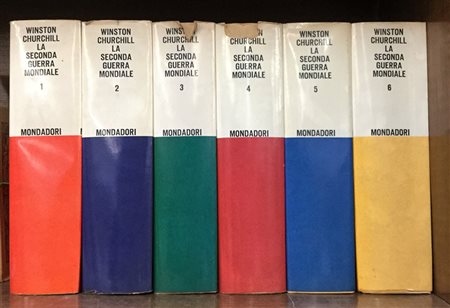 WINSTON
CHURCHILL
LA
SECONDA
GUERRA
MONDIALE
1
MONDADORI
WINSTON
CHURCHILL
LA
SECONDA
GUERRA
MONDIALE
2
MONDADORI
WINSTON
CHURCHILL
LA
SECONDA
GUERRA
MONDIALE
3
MONDADORI
WINSTON
CHURCHILL
LA
SECONDA
GUERRA
MONDIALE
4
MONDADORI
WINSTON
CHURCHILL
LA
SECONDA
GUERRA
MONDIALE
5
MONDADORI
WINSTON
CHURCHILL
LA
SECONDA
GUERRA
MONDIALE
6
MONDADORI